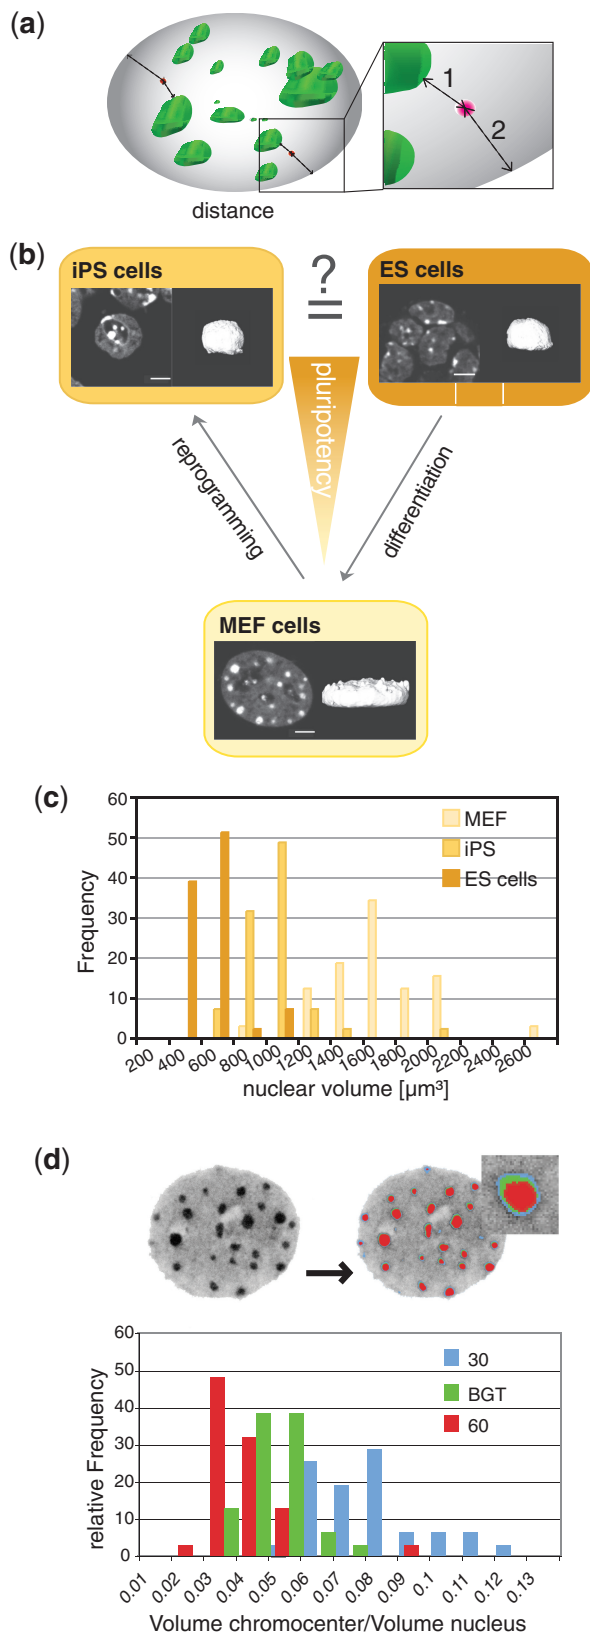 (a)
1
2
distance
(b)
iPS cells
?
=
ES cells
pluripotency
reprogramming
differentiation
MEF cells
(c)
60
50
40
30
20
10
0
Frequency
MEF
iPS
ES cells
200 400 600 800 1000 1200 1400 1600 1800 2000 2200 2400 2600
nuclear volume [µm³]
(d)
60
50
40
30
20
10
0
relative Frequency
30
BGT
60
0.01 0.02 0.03 0.04 0.05 0.06 0.07 0.08 0.09 0.1 0.11 0.12 0.13
Volume chromocenter/Volume nucleus